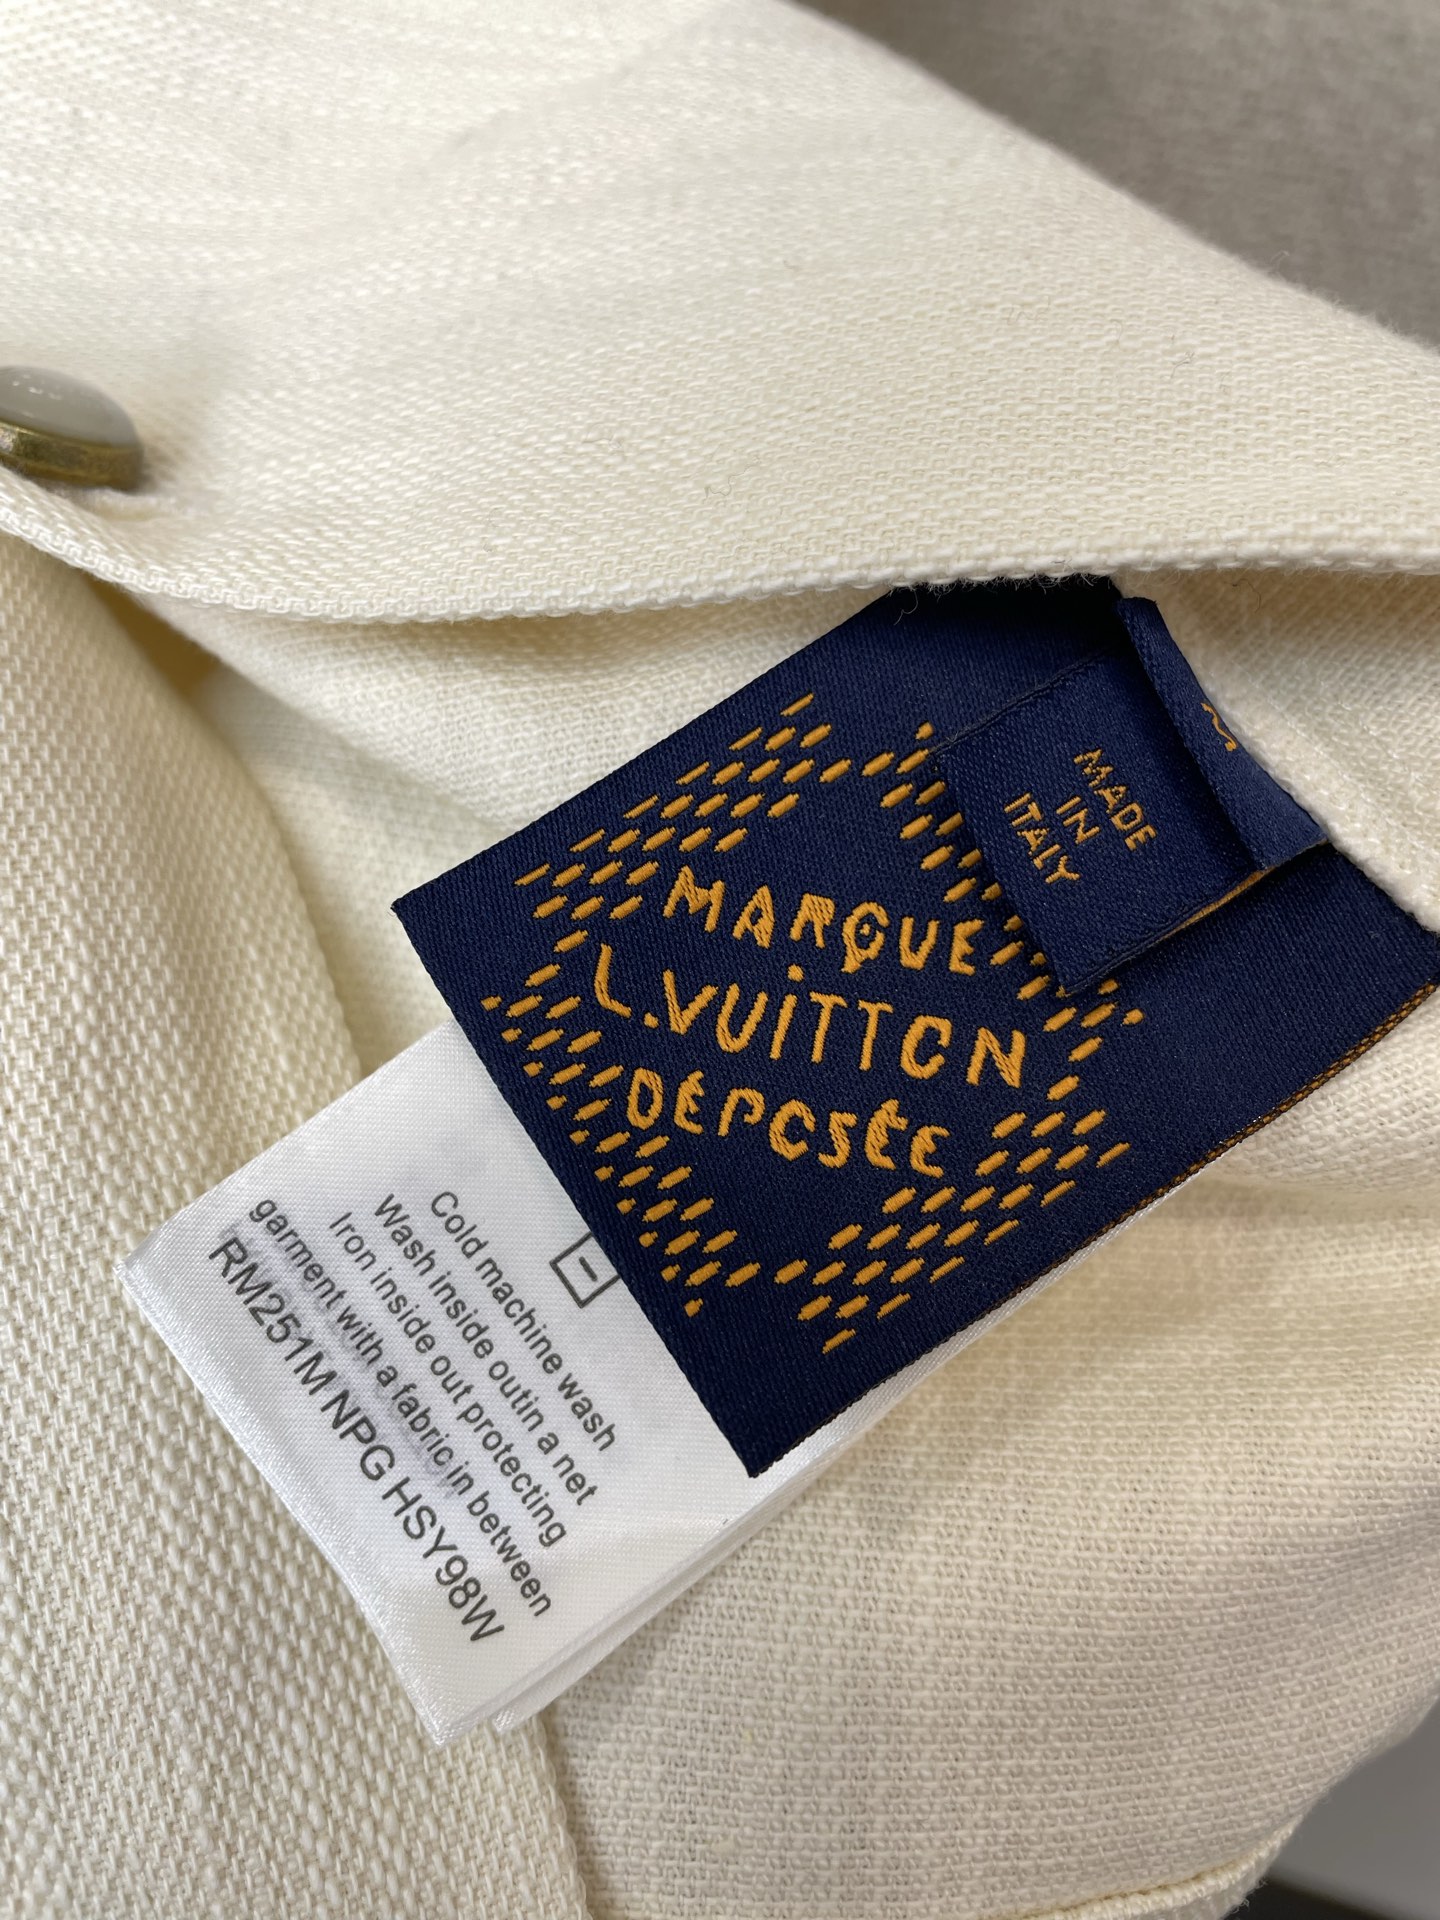 MADE
IN
ITALY
MARQUE
L.VUITTON
DÉPOSÉE
Cold machine wash
Wash inside outin a net
Iron inside out protecting
garment with a fabric in between
RM251M NPG HSY98W